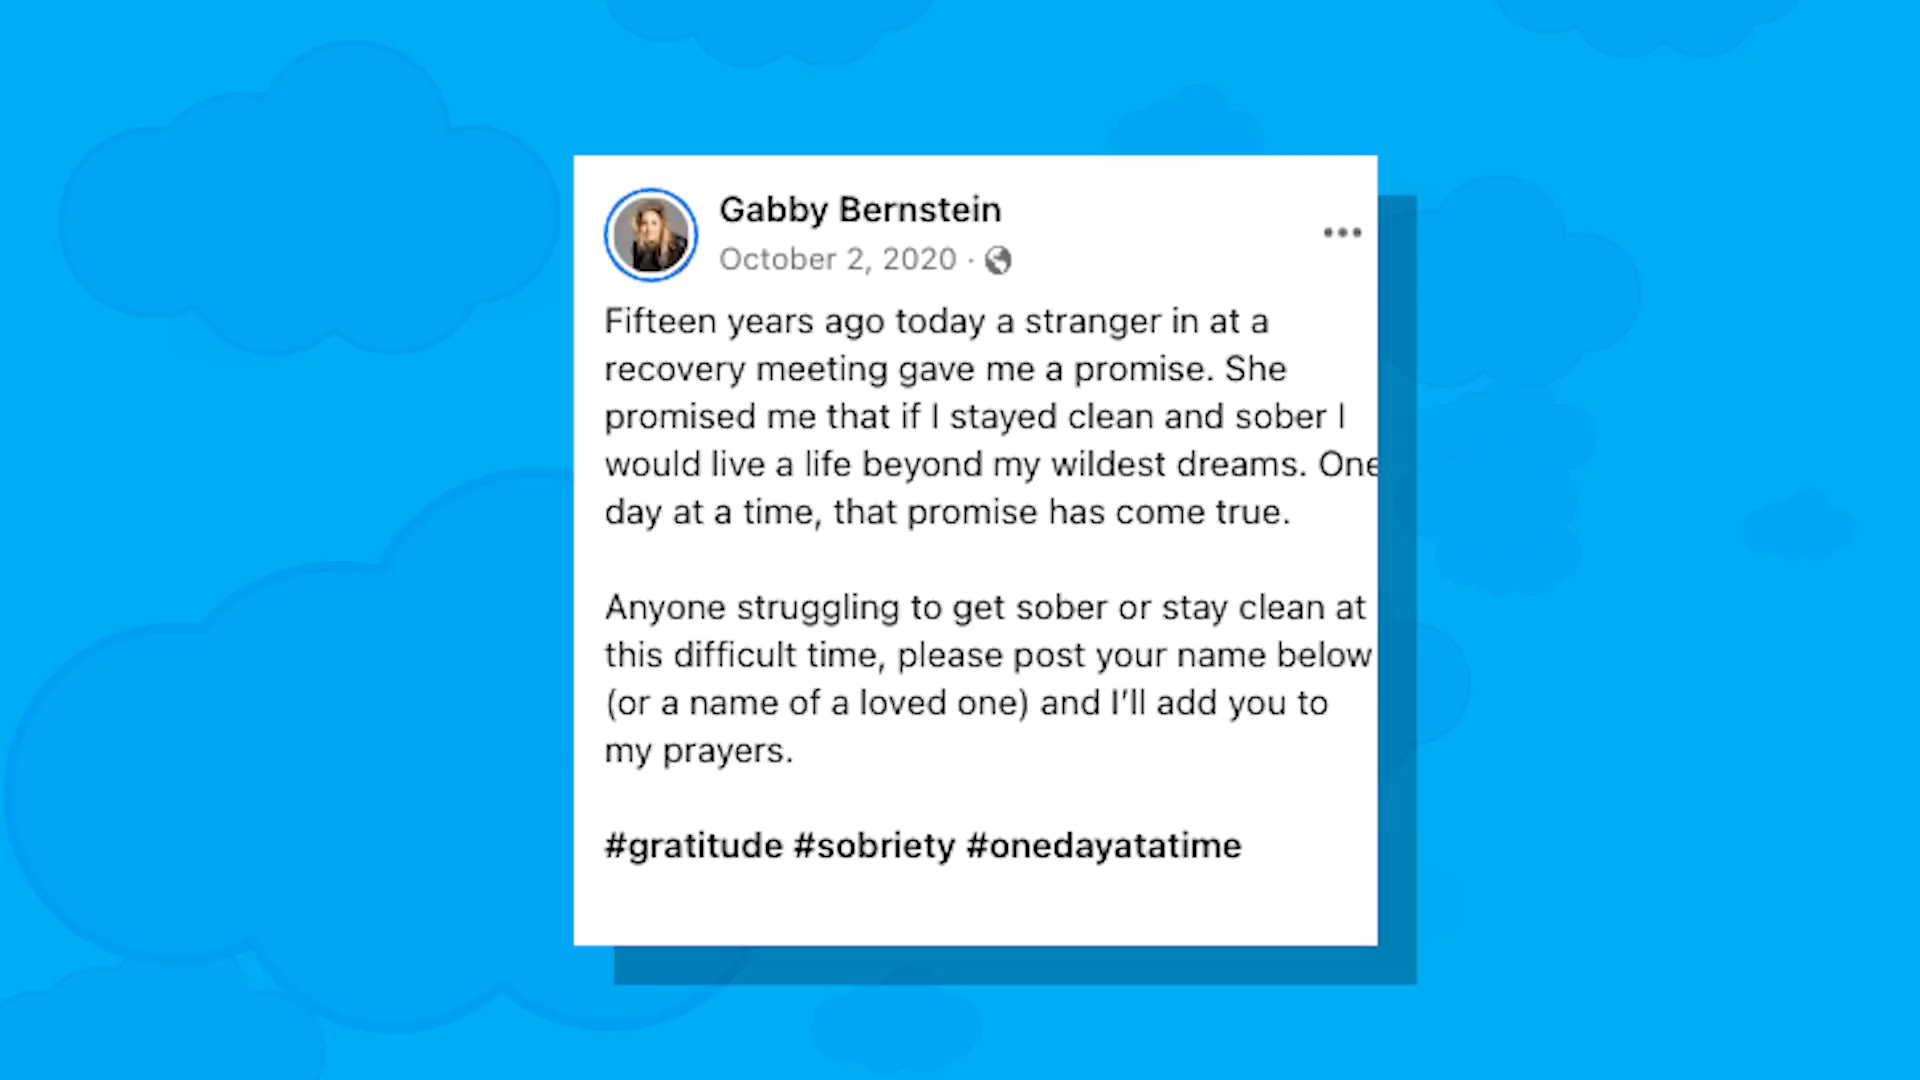 Gabby Bernstein
October 2, 2020 ·
Fifteen years ago today a stranger in at a
recovery meeting gave me a promise. She
promised me that if I stayed clean and sober I
would live a life beyond my wildest dreams. One
day at a time, that promise has come true.
Anyone struggling to get sober or stay clean at
this difficult time, please post your name below
(or a name of a loved one) and I’ll add you to
my prayers.
#gratitude #sobriety #onedayatatime